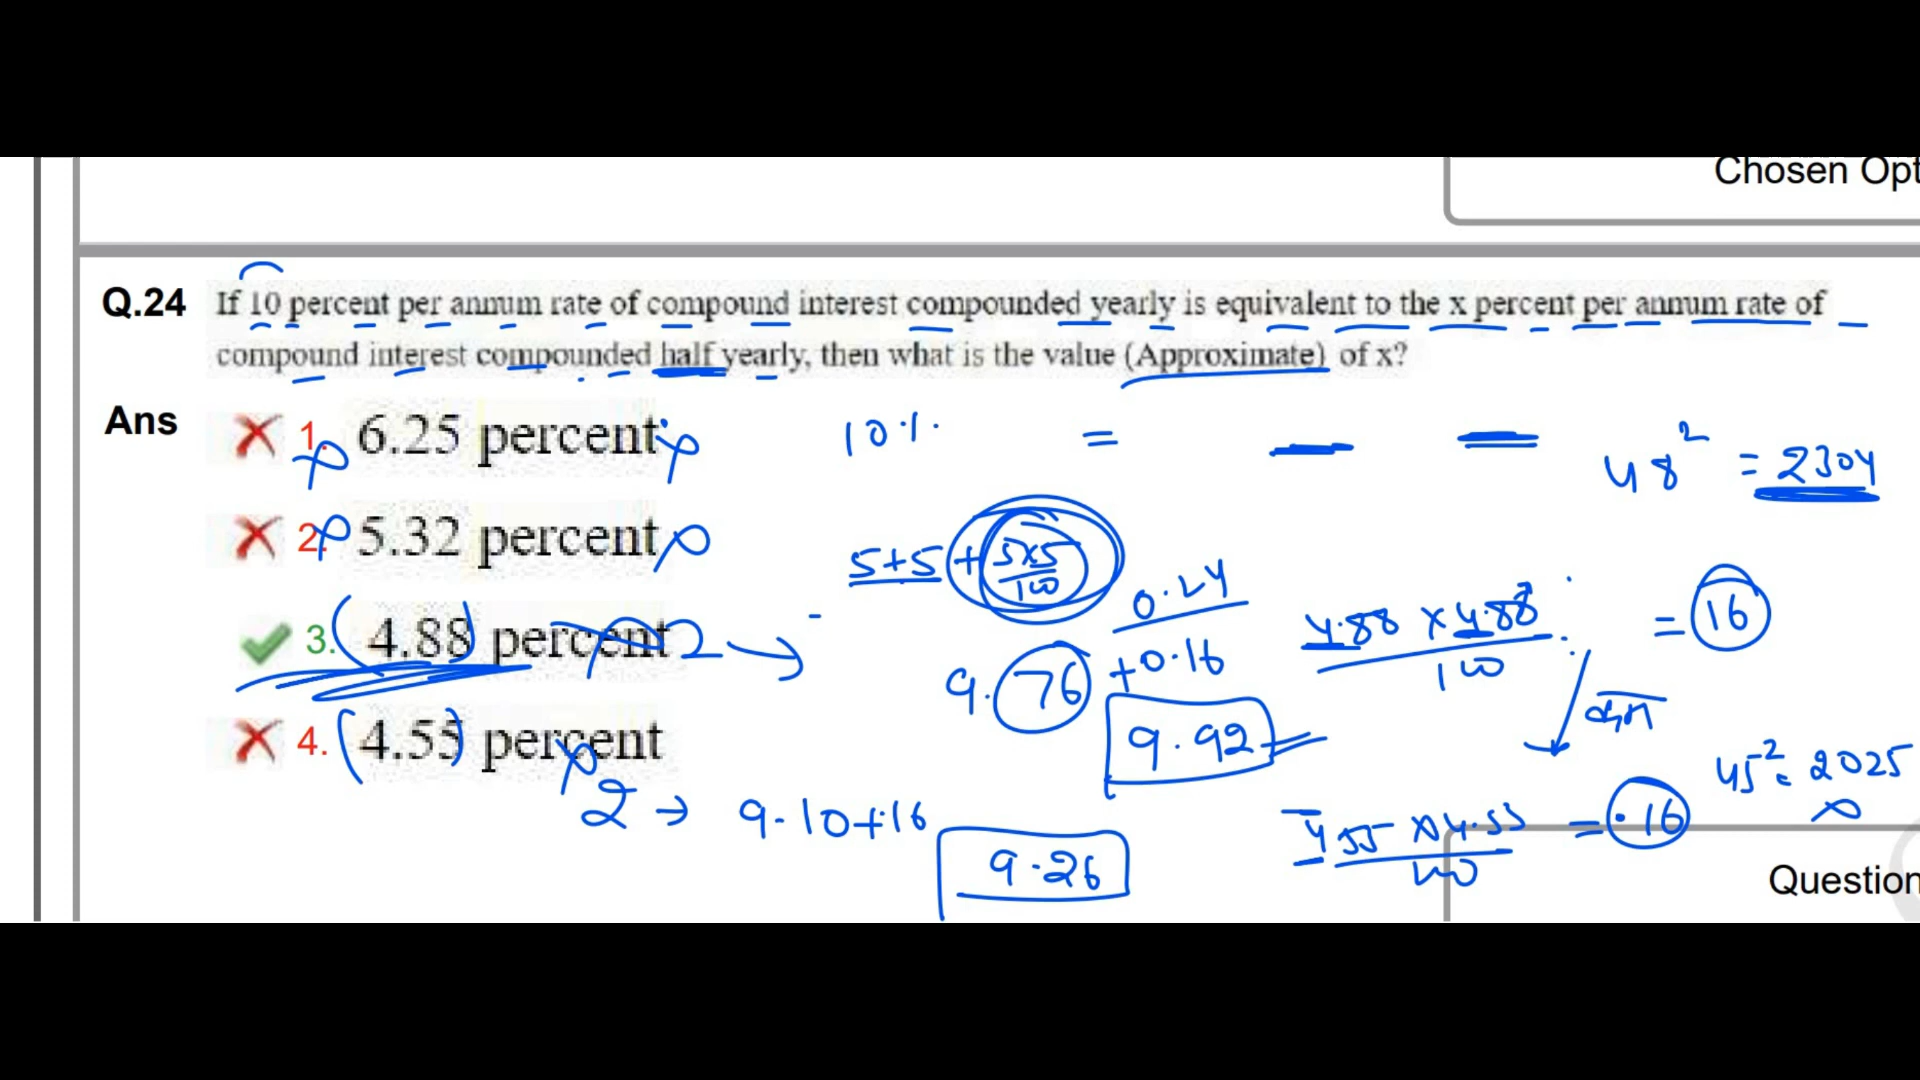 Chosen Opt
Q.24 If 10 percent per annum rate of compound interest compounded yearly is equivalent to the x percent per annum rate of
compound interest compounded half yearly, then what is the value (Approximate) of x?
Ans
1. 6.25 percent
2. 5.32 percent
3. 4.88 percent
4. 4.55 percent
10% =
48² = 2304
5+5 + 5×5/100
0.24
9.76 + 0.16
4.88 × 4.88 / 100 = 16
9.92
45² = 2025
2 → 9.10 + .16
4.55 × 4.55 / 100 = .16
9.26
Question